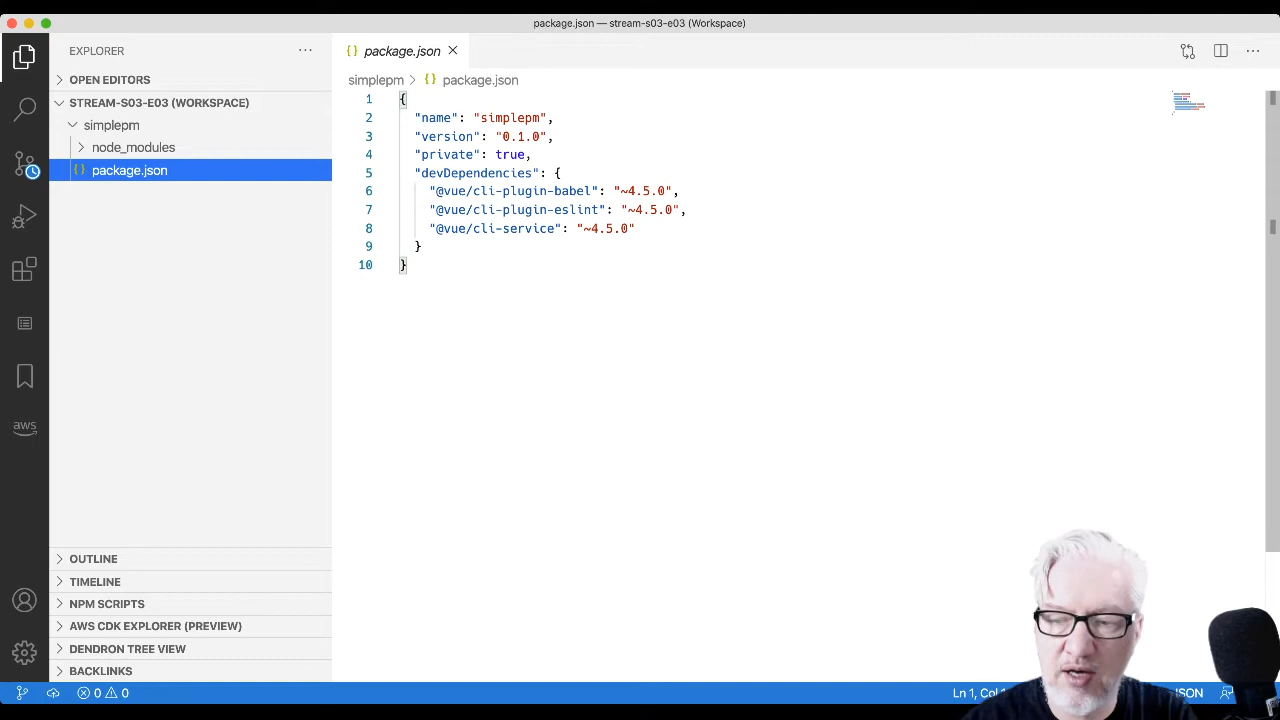 package.json — stream-s03-e03 (Workspace)
EXPLORER
package.json
OPEN EDITORS
STREAM-S03-E03 (WORKSPACE)
simplepm
node_modules
package.json
aws
OUTLINE
TIMELINE
NPM SCRIPTS
AWS CDK EXPLORER (PREVIEW)
DENDRON TREE VIEW
BACKLINKS
simplepm > {} package.json
1 {
2 "name": "simplepm",
3 "version": "0.1.0",
4 "private": true,
5 "devDependencies": {
6 "@vue/cli-plugin-babel": "~4.5.0",
7 "@vue/cli-plugin-eslint": "~4.5.0",
8 "@vue/cli-service": "~4.5.0"
9 }
10 }
0 0
Ln 1, Col